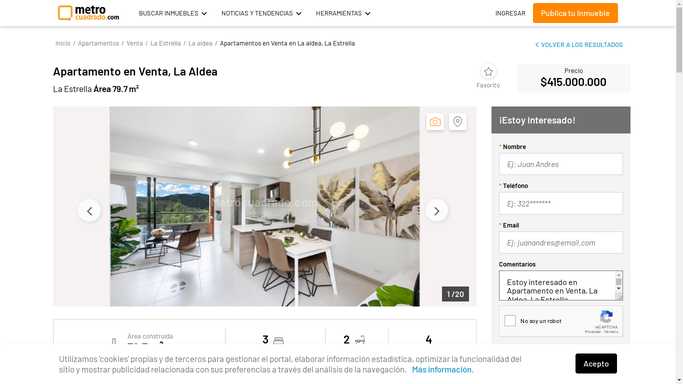 metro
cuadrado.com
BUSCAR INMUEBLES
NOTICIAS Y TENDENCIAS
HERRAMIENTAS
INGRESAR
Publica tu inmueble
Inicio / Apartamentos / Venta / La Estrella / La aldea / Apartamentos en Venta en La aldea, La Estrella
VOLVER A LOS RESULTADOS
Apartamento en Venta, La Aldea
La Estrella Área 79.7 m²
Favorito
Precio
$415.000.000
Metrocuadrado.com
1 / 20
¡Estoy Interesado!
* Nombre
Ej: Juan Andres
* Teléfono
Ej: 322*******
* Email
Ej: juanandres@email.com
Comentarios
Estoy interesado en
Apartamento en Venta, La
Aldea, La Estrella
No soy un robot
reCAPTCHA
Privacidad - Términos
Área construida
3
2
4
Utilizamos 'cookies' propias y de terceros para gestionar el portal, elaborar información estadística, optimizar la funcionalidad del
sitio y mostrar publicidad relacionada con sus preferencias a través del análisis de la navegación. Más información.
Acepto